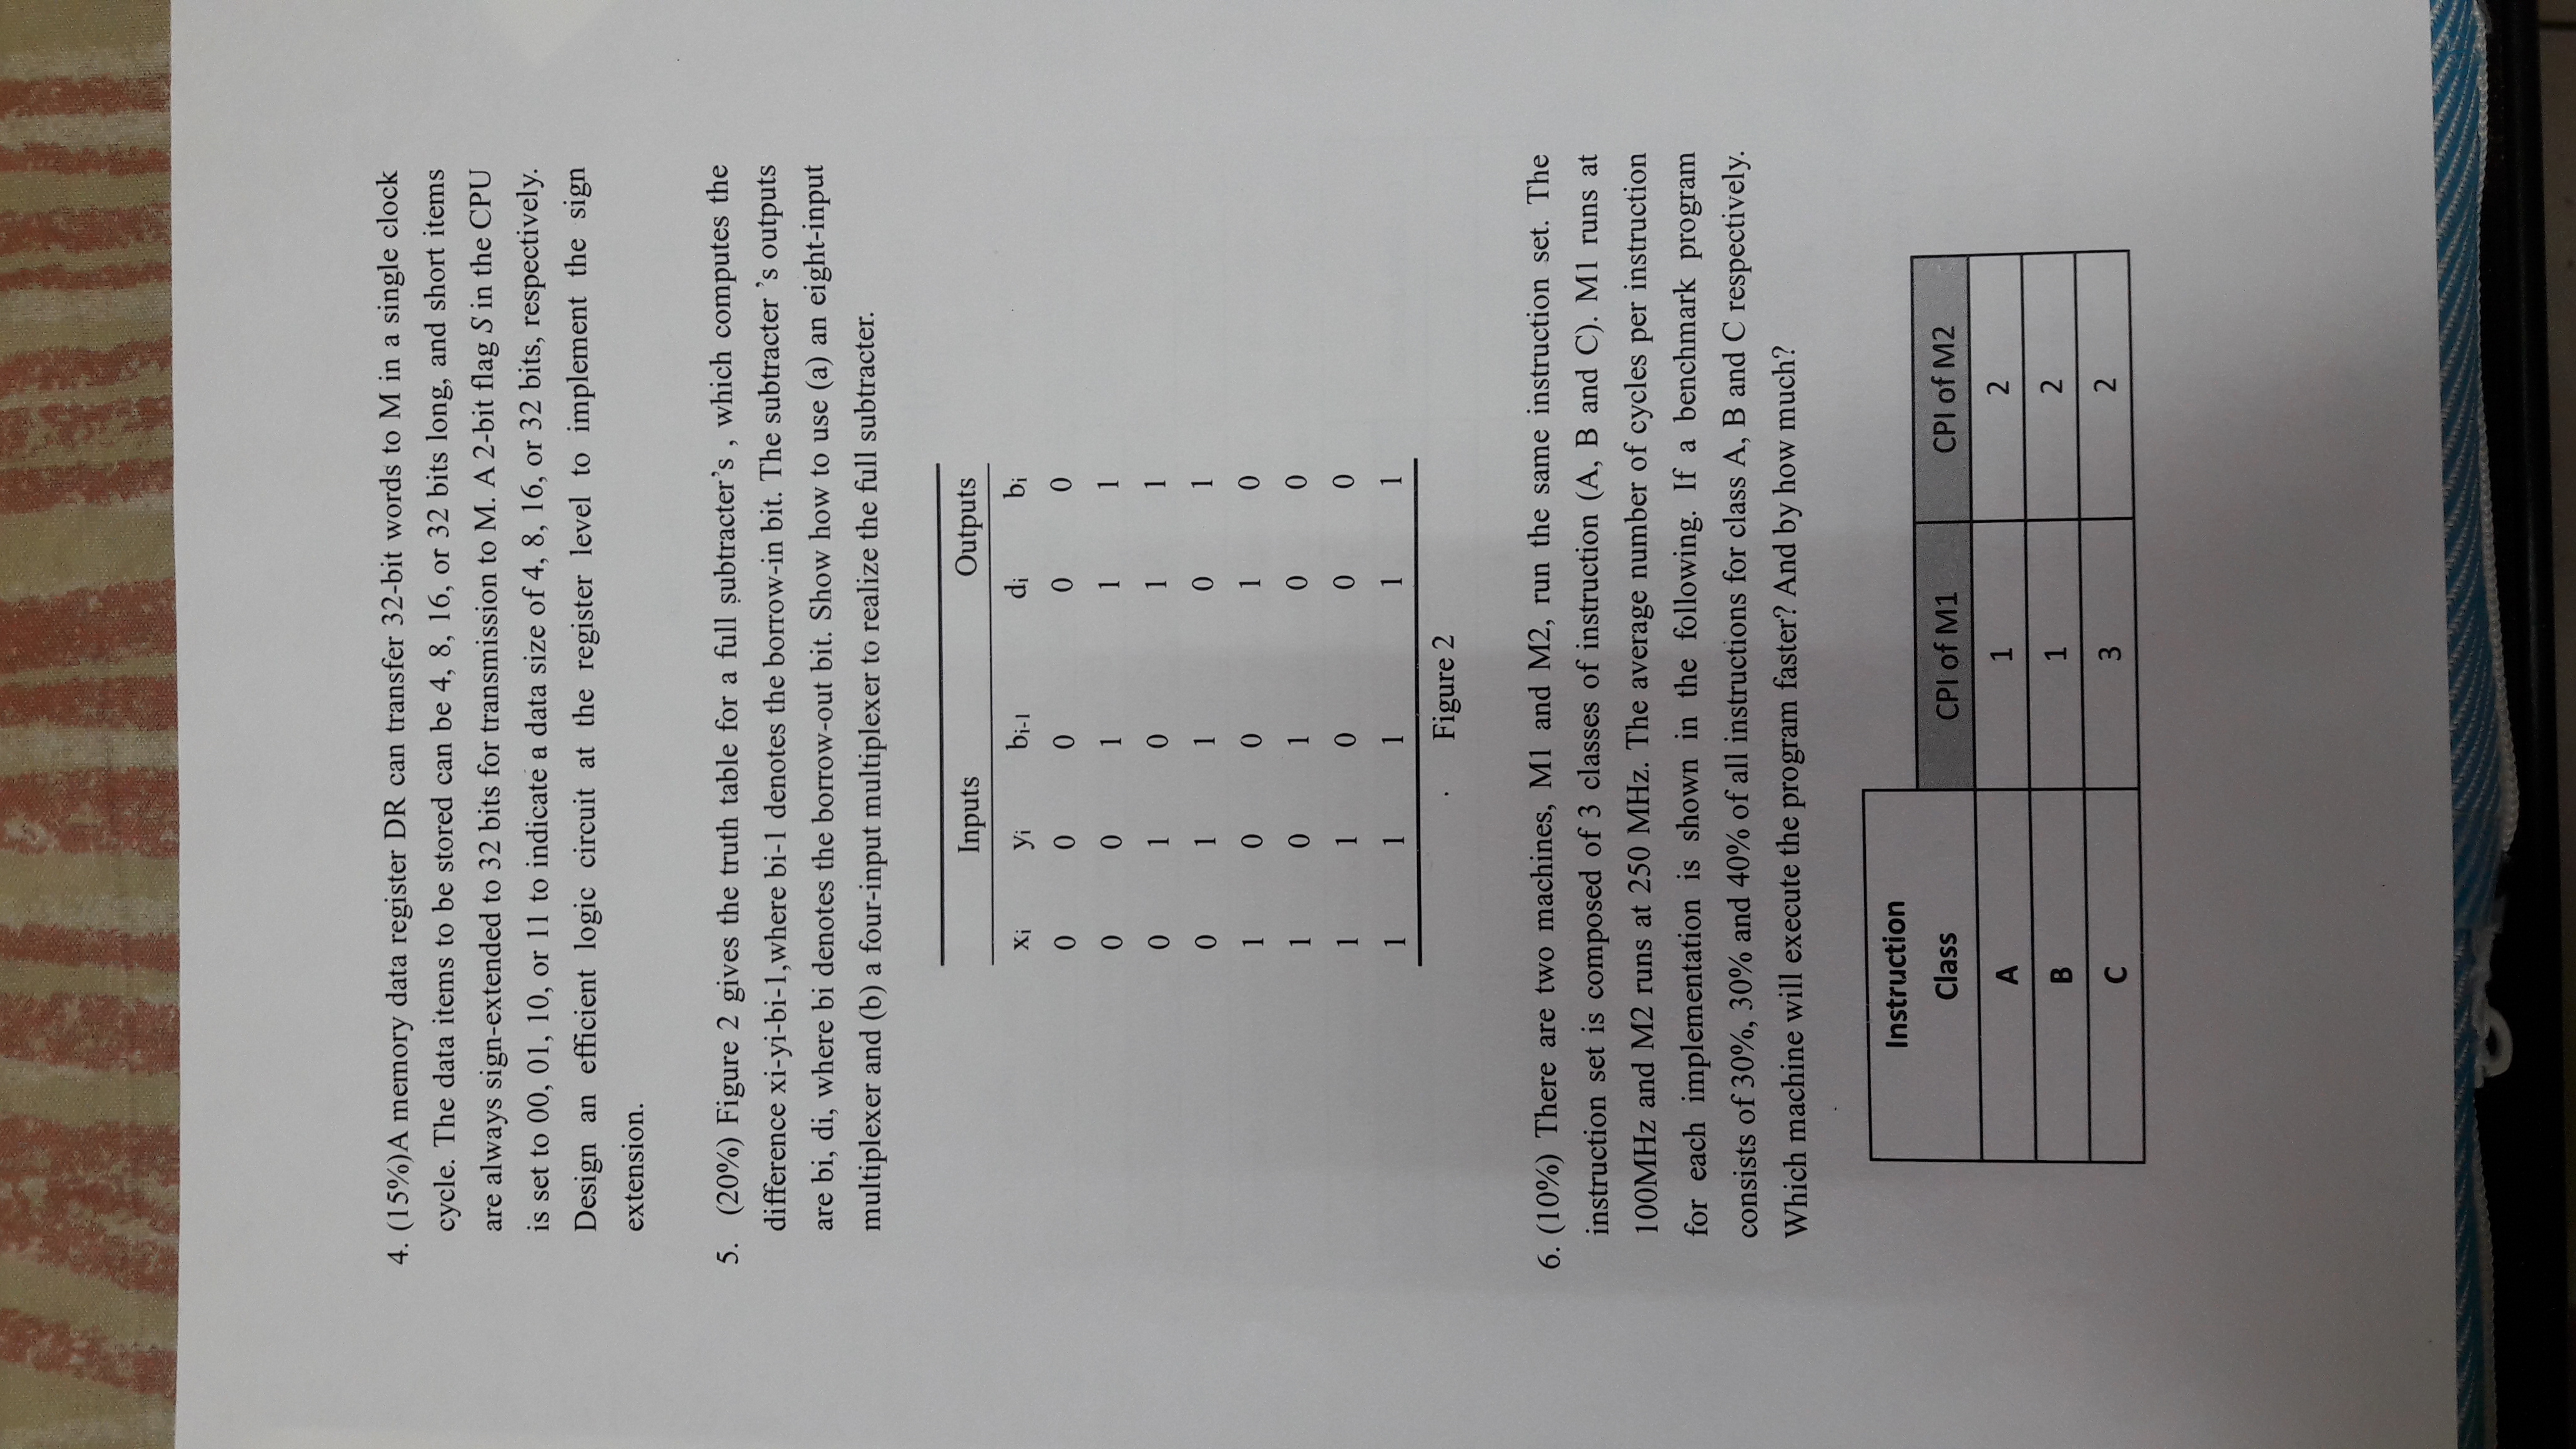 4. (15%)A memory data register DR can transfer 32-bit words to M in a single clock
cycle. The data items to be stored can be 4, 8, 16, or 32 bits long, and short items
are always sign-extended to 32 bits for transmission to M. A 2-bit flag S in the CPU
is set to 00, 01, 10, or 11 to indicate a data size of 4, 8, 16, or 32 bits, respectively.
Design an efficient logic circuit at the register level to implement the sign
extension.
5. (20%) Figure 2 gives the truth table for a full subtracter’s , which computes the
difference xi-yi-bi-1,where bi-1 denotes the borrow-in bit. The subtracter ’s outputs
are bi, di, where bi denotes the borrow-out bit. Show how to use (a) an eight-input
multiplexer and (b) a four-input multiplexer to realize the full subtracter.
Inputs Outputs
xi yi bi-1 di bi
0 0 0 0 0
0 0 1 1 1
0 1 0 1 1
0 1 1 0 1
1 0 0 1 0
1 0 1 0 0
1 1 0 0 0
1 1 1 1 1
Figure 2
6. (10%) There are two machines, M1 and M2, run the same instruction set. The
instruction set is composed of 3 classes of instruction (A, B and C). M1 runs at
100MHz and M2 runs at 250 MHz. The average number of cycles per instruction
for each implementation is shown in the following. If a benchmark program
consists of 30%, 30% and 40% of all instructions for class A, B and C respectively.
Which machine will execute the program faster? And by how much?
Instruction
Class CPI of M1 CPI of M2
A 1 2
B 1 2
C 3 2